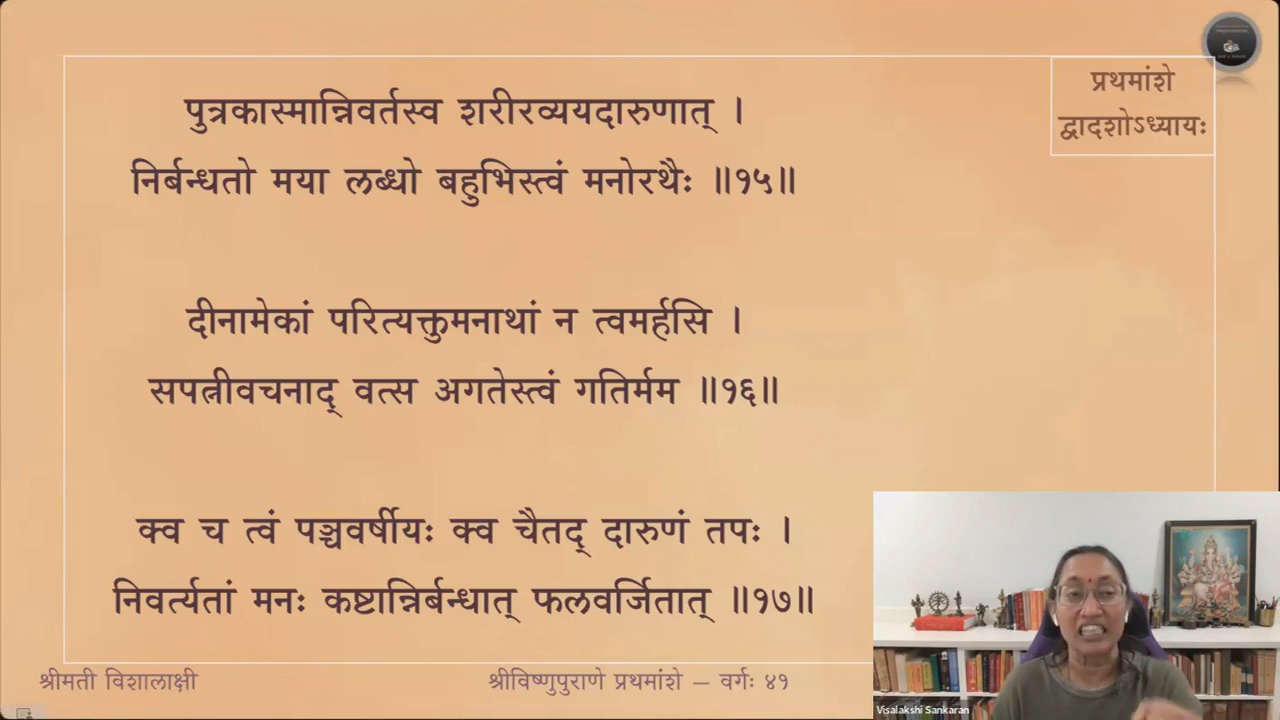 प्रथमांशे
द्वादशोऽध्यायः
पुत्रकास्मान्निवर्तस्व शरीरव्ययदारुणात् ।
निर्बन्धतो मया लब्धो बहुभिस्त्वं मनोरथैः ॥१५॥
दीनामेकां परित्यक्तुमनाथां न त्वमर्हसि ।
सपत्नीवचनाद् वत्स अगतेस्त्वं गतिर्मम ॥१६॥
क्व च त्वं पञ्चवर्षीयः क्व चैतद् दारुणं तपः ।
निवर्त्यतां मनः कष्टान्निर्बन्धात् फलवर्जितात् ॥१७॥
श्रीमती विशालाक्षी
श्रीविष्णुपुराणे प्रथमांशे – वर्गः ४१
Visalakshi Sankaran